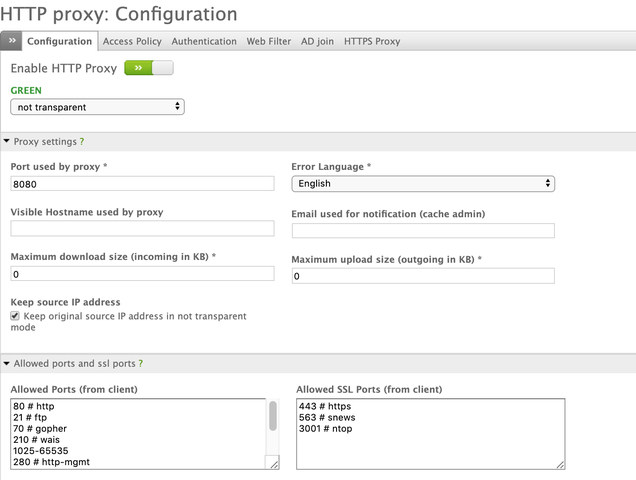 HTTP proxy: Configuration
» Configuration Access Policy Authentication Web Filter AD join HTTPS Proxy
Enable HTTP Proxy »
GREEN
not transparent
Proxy settings ?
Port used by proxy * Error Language *
8080 English
Visible Hostname used by proxy Email used for notification (cache admin)
Maximum download size (incoming in KB) * Maximum upload size (outgoing in KB) *
0 0
Keep source IP address
Keep original source IP address in not transparent
mode
Allowed ports and ssl ports ?
Allowed Ports (from client) Allowed SSL Ports (from client)
80 # http 443 # https
21 # ftp 563 # snews
70 # gopher 3001 # ntop
210 # wais
1025-65535
280 # http-mgmt